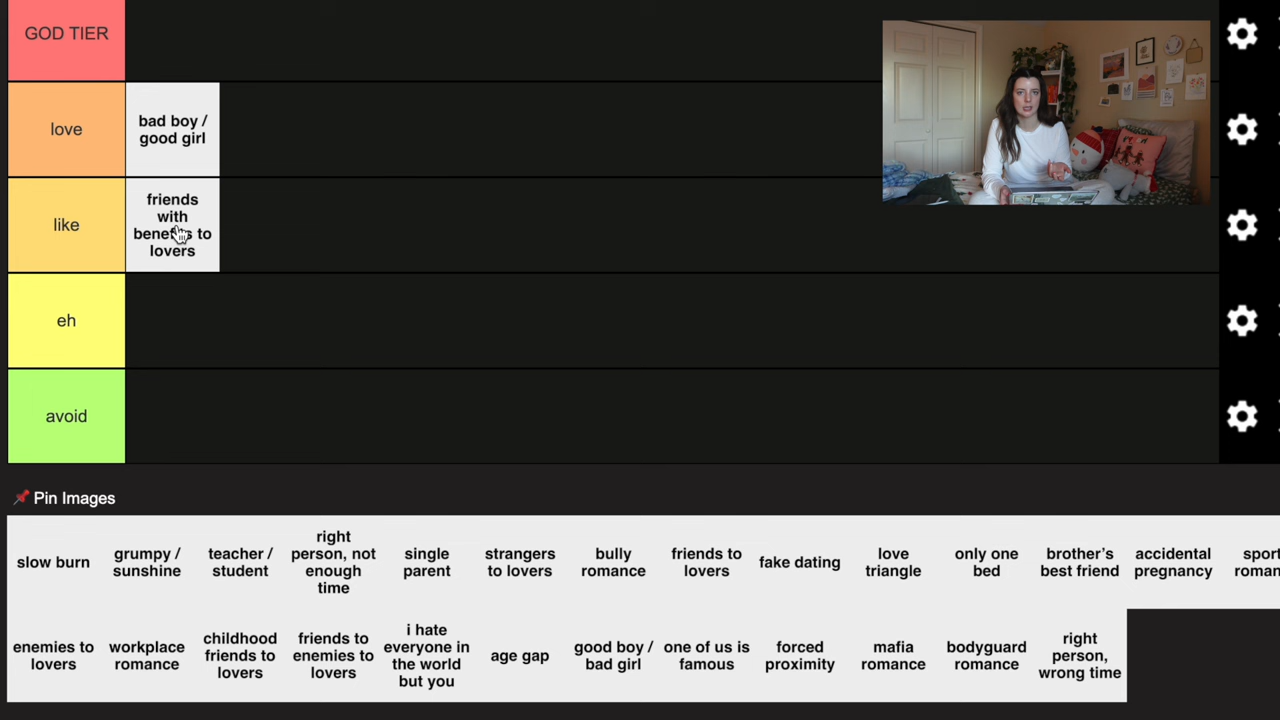 GOD TIER
love
bad boy /
good girl
like
friends
with
benefits to
lovers
eh
avoid
📌 Pin Images
slow burn
grumpy /
sunshine
teacher /
student
right
person, not
enough
time
single
parent
strangers
to lovers
bully
romance
friends to
lovers
fake dating
love
triangle
only one
bed
brother's
best friend
accidental
pregnancy
sport
roman
enemies to
lovers
workplace
romance
childhood
friends to
lovers
friends to
enemies to
lovers
i hate
everyone in
the world
but you
age gap
good boy /
bad girl
one of us is
famous
forced
proximity
mafia
romance
bodyguard
romance
right
person,
wrong time